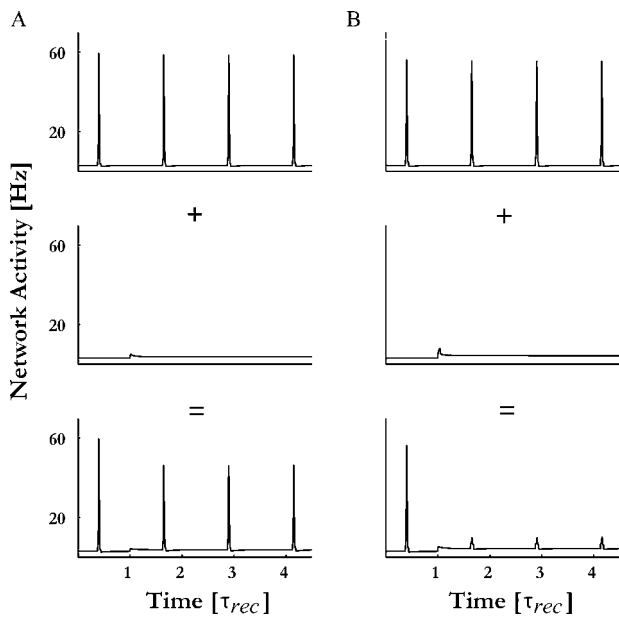 A B
Network Activity [Hz]
60
20
+ +
60
20
= =
60
20
1 2 3 4 1 2 3 4
Time [τrec] Time [τrec]